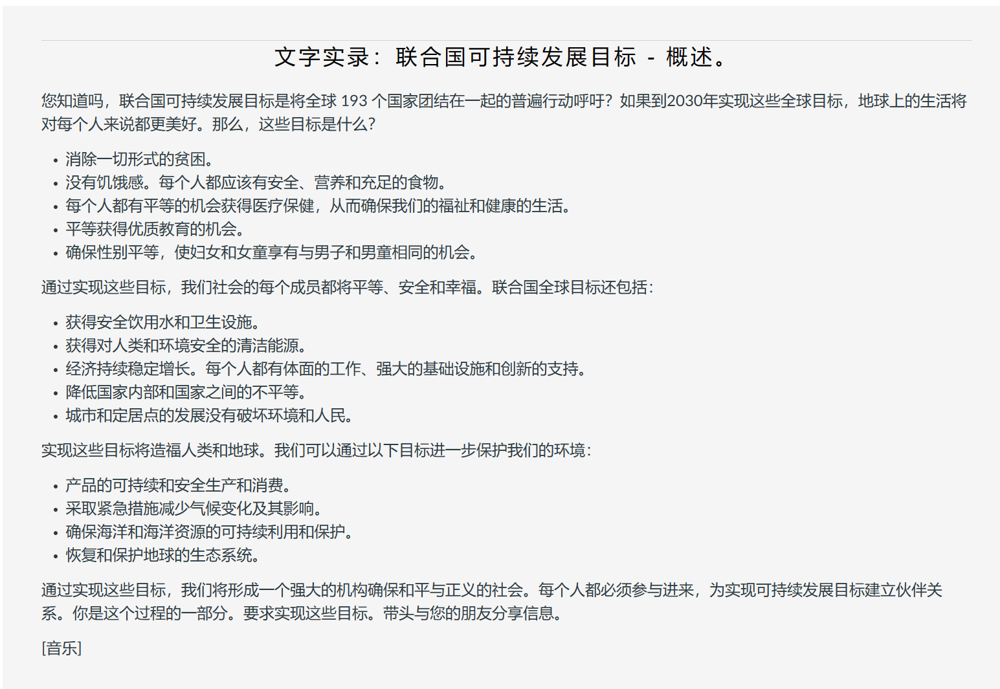 文字实录：联合国可持续发展目标 - 概述。
您知道吗，联合国可持续发展目标是将全球 193 个国家团结在一起的普遍行动呼吁？如果到2030年实现这些全球目标，地球上的生活将
对每个人来说都更美好。那么，这些目标是什么？
• 消除一切形式的贫困。
• 没有饥饿感。每个人都应该有安全、营养和充足的食物。
• 每个人都有平等的机会获得医疗保健，从而确保我们的福祉和健康的生活。
• 平等获得优质教育的机会。
• 确保性别平等，使妇女和女童享有与男子和男童相同的机会。
通过实现这些目标，我们社会的每个成员都将平等、安全和幸福。联合国全球目标还包括：
• 获得安全饮用水和卫生设施。
• 获得对人类和环境安全的清洁能源。
• 经济持续稳定增长。每个人都有体面的工作、强大的基础设施和创新的支持。
• 降低国家内部和国家之间的不平等。
• 城市和定居点的发展没有破坏环境和人民。
实现这些目标将造福人类和地球。我们可以通过以下目标进一步保护我们的环境：
• 产品的可持续和安全生产和消费。
• 采取紧急措施减少气候变化及其影响。
• 确保海洋和海洋资源的可持续利用和保护。
• 恢复和保护地球的生态系统。
通过实现这些目标，我们将形成一个强大的机构确保和平与正义的社会。每个人都必须参与进来，为实现可持续发展目标建立伙伴关
系。你是这个过程的一部分。要求实现这些目标。带头与您的朋友分享信息。
[音乐]